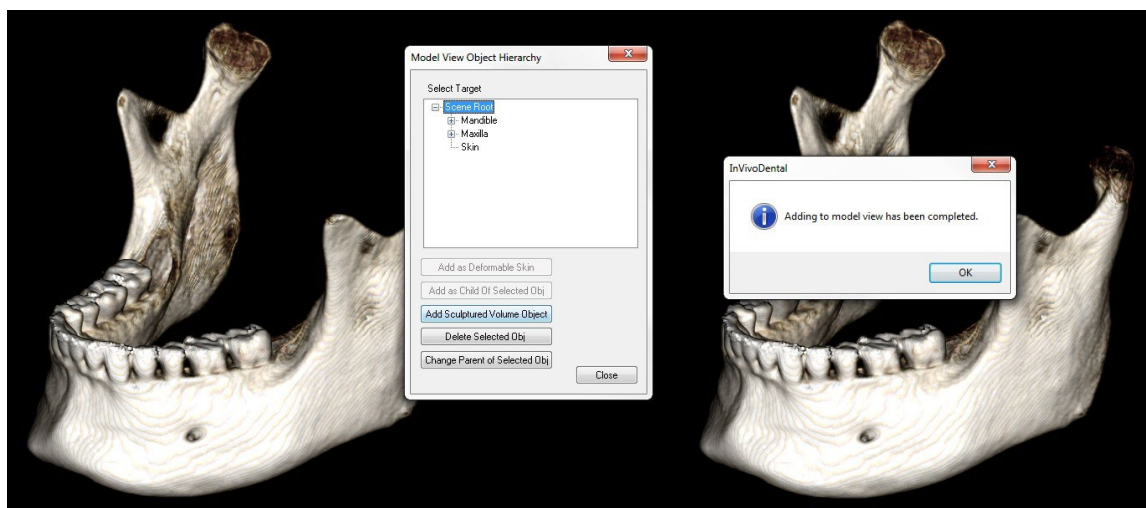 Model View Object Hierarchy
Select Target
Scene Root
Mandible
Maxilla
Skin
Add as Deformable Skin
Add as Child Of Selected Obj
Add Sculptured Volume Object
Delete Selected Obj
Change Parent of Selected Obj
Close
InVivoDental
Adding to model view has been completed.
OK